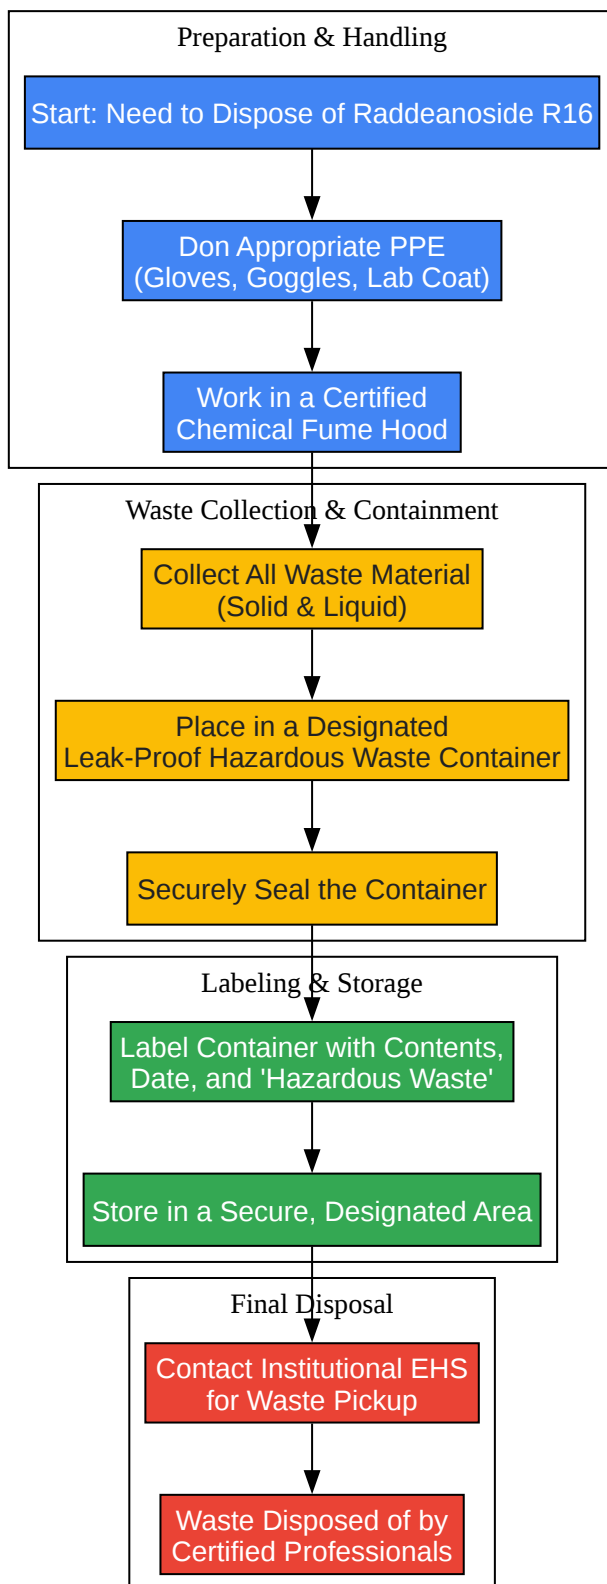 Preparation & Handling
Start: Need to Dispose of Raddeanoside R16
Don Appropriate PPE
(Gloves, Goggles, Lab Coat)
Work in a Certified
Chemical Fume Hood
Waste Collection & Containment
Collect All Waste Material
(Solid & Liquid)
Place in a Designated
Leak-Proof Hazardous Waste Container
Securely Seal the Container
Labeling & Storage
Label Container with Contents,
Date, and 'Hazardous Waste'
Store in a Secure, Designated Area
Final Disposal
Contact Institutional EHS
for Waste Pickup
Waste Disposed of by
Certified Professionals